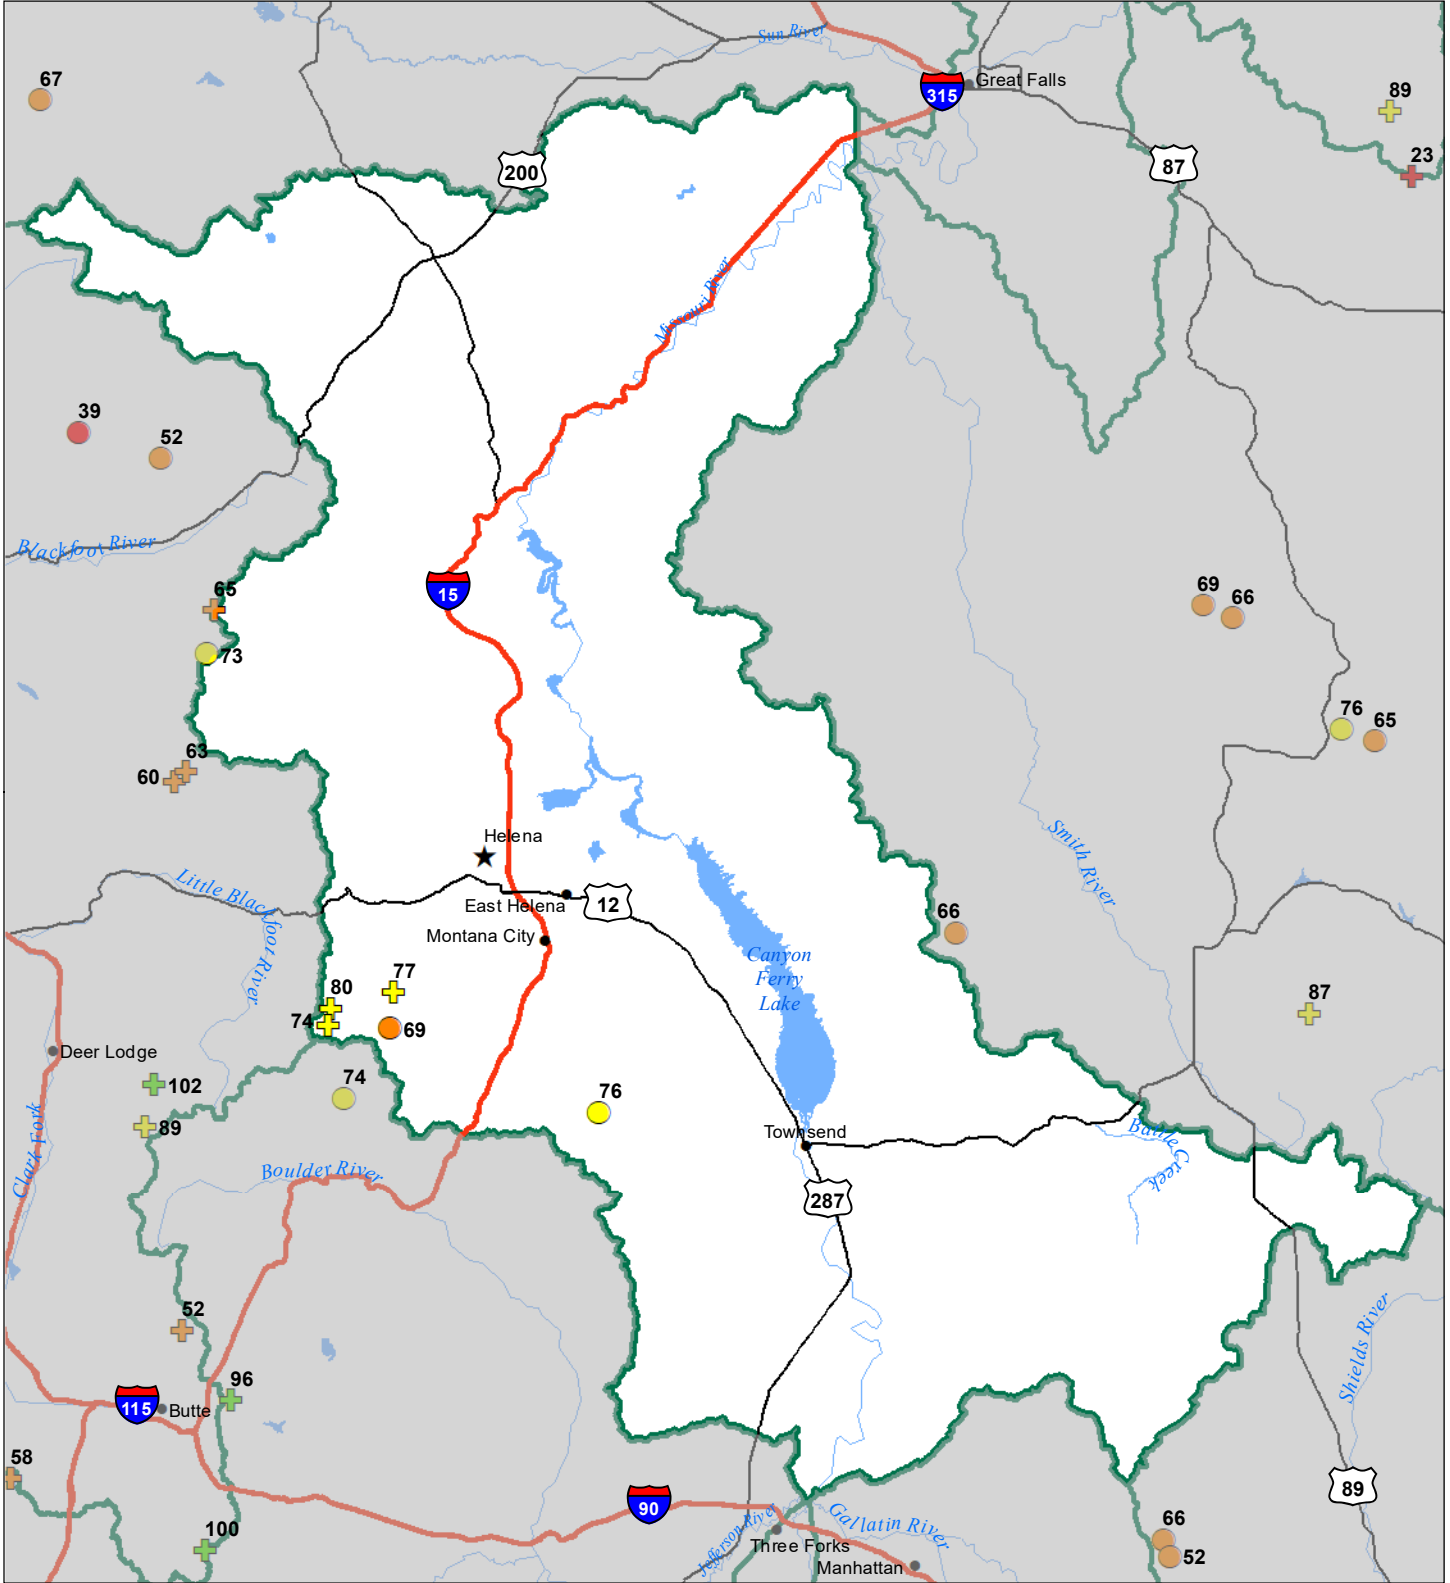 Sun River
67
Great Falls
315
89
200
87
23
Missouri River
39
52
Blackfoot River
65
15
69
66
73
76
65
63
60
Helena
Smith River
Little Blackfoot River
East Helena
12
66
Montana City
Canyon
Ferry
Lake
77
80
87
74
69
Deer Lodge
74
102
76
89
Townsend
Battle Creek
Clark Fork
Boulder River
287
52
Shields River
96
115
Butte
58
89
90
100
Jefferson River
Gallatin River
66
Three Forks
52
Manhattan